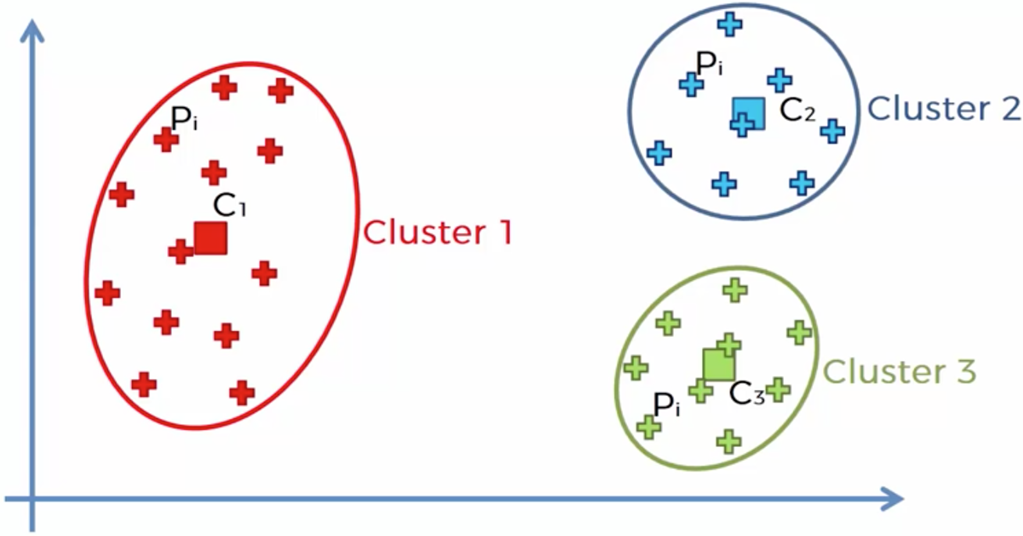 Pᵢ
C₁
Cluster 1
Pᵢ
C₂
Cluster 2
C₃
Pᵢ
Cluster 3